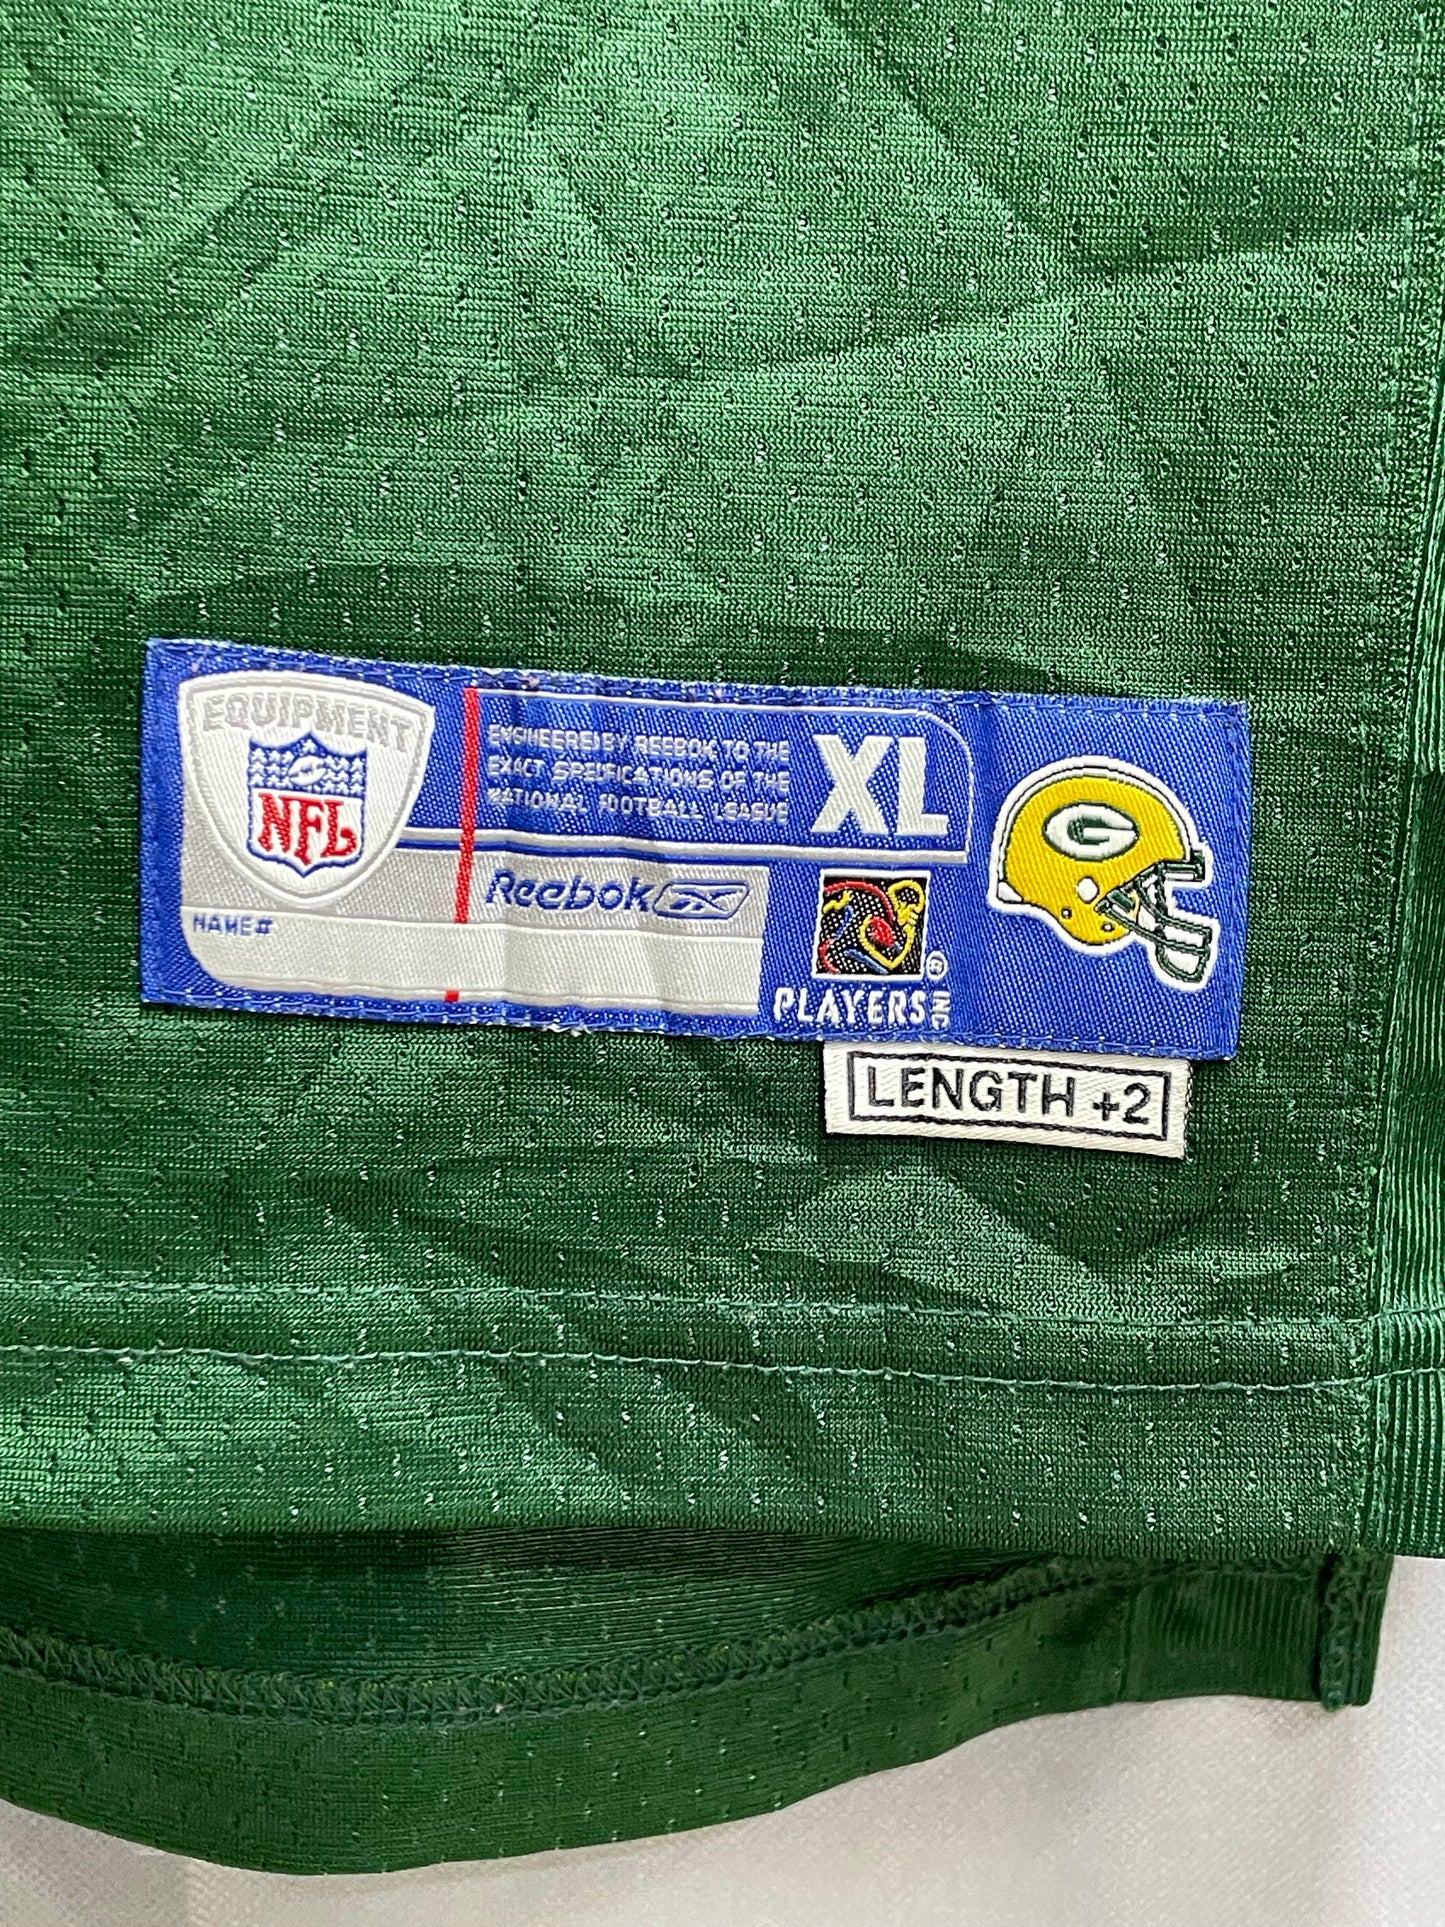 EQUIPMENT
NFL
ENGINEERED BY REEBOK TO THE
EXACT SPECIFICATIONS OF THE
NATIONAL FOOTBALL LEAGUE
XL
Reebok
NAME#
G
PLAYERS INC
®
LENGTH +2